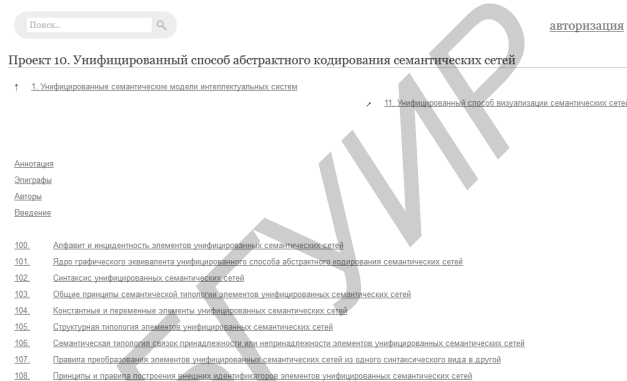 Поиск...
авторизация
Проект 10. Унифицированный способ абстрактного кодирования семантических сетей
↑ 1. Унифицированные семантические модели интеллектуальных систем
↗ 11. Унифицированный способ визуализации семантических сетей
Аннотация
Эпиграфы
Авторы
Введение
100. Алфавит и инцидентность элементов унифицированных семантических сетей
101. Ядро графического эквивалента унифицированного способа абстрактного кодирования семантических сетей
102. Синтаксис унифицированных семантических сетей
103. Общие принципы семантической типологии элементов унифицированных семантических сетей
104. Константные и переменные элементы унифицированных семантических сетей
105. Структурная типология элементов унифицированных семантических сетей
106. Семантическая типология связок принадлежности или непринадлежности элементов унифицированных семантических сетей
107. Правила преобразования элементов унифицированных семантических сетей из одного синтаксического вида в другой
108. Принципы и правила построения внешних идентификаторов элементов унифицированных семантических сетей
БГУИР